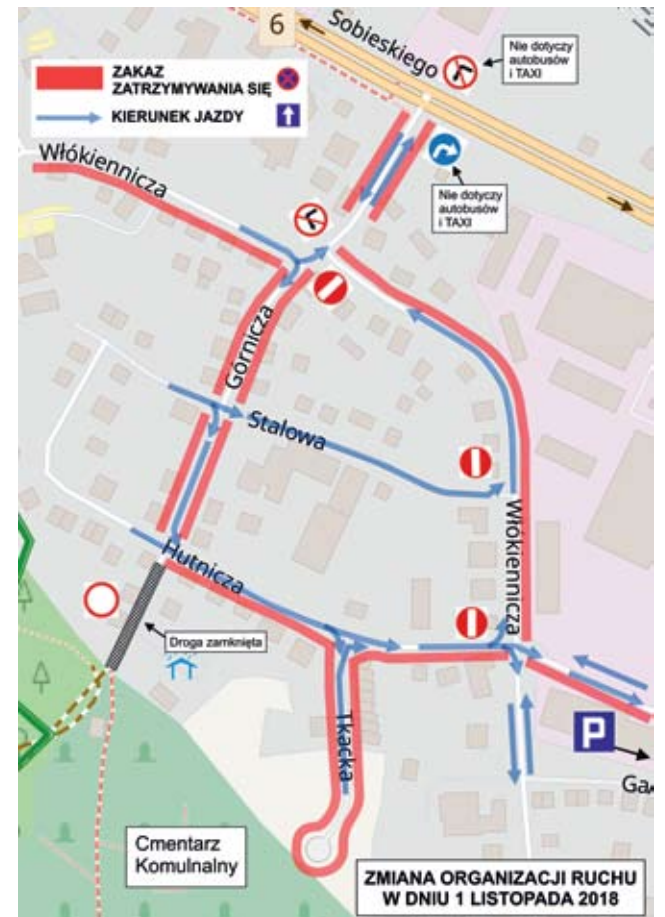 6
Sobieskiego
Nie dotyczy
autobusów
i TAXI
ZAKAZ
ZATRZYMYWANIA SIĘ
KIERUNEK JAZDY
Włókiennicza
Nie dotyczy
autobusów
i TAXI
Górnicza
Stalowa
Włókiennicza
Hutnicza
Droga zamknięta
Tkacka
P
Ga
Cmentarz
Komulnalny
ZMIANA ORGANIZACJI RUCHU
W DNIU 1 LISTOPADA 2018